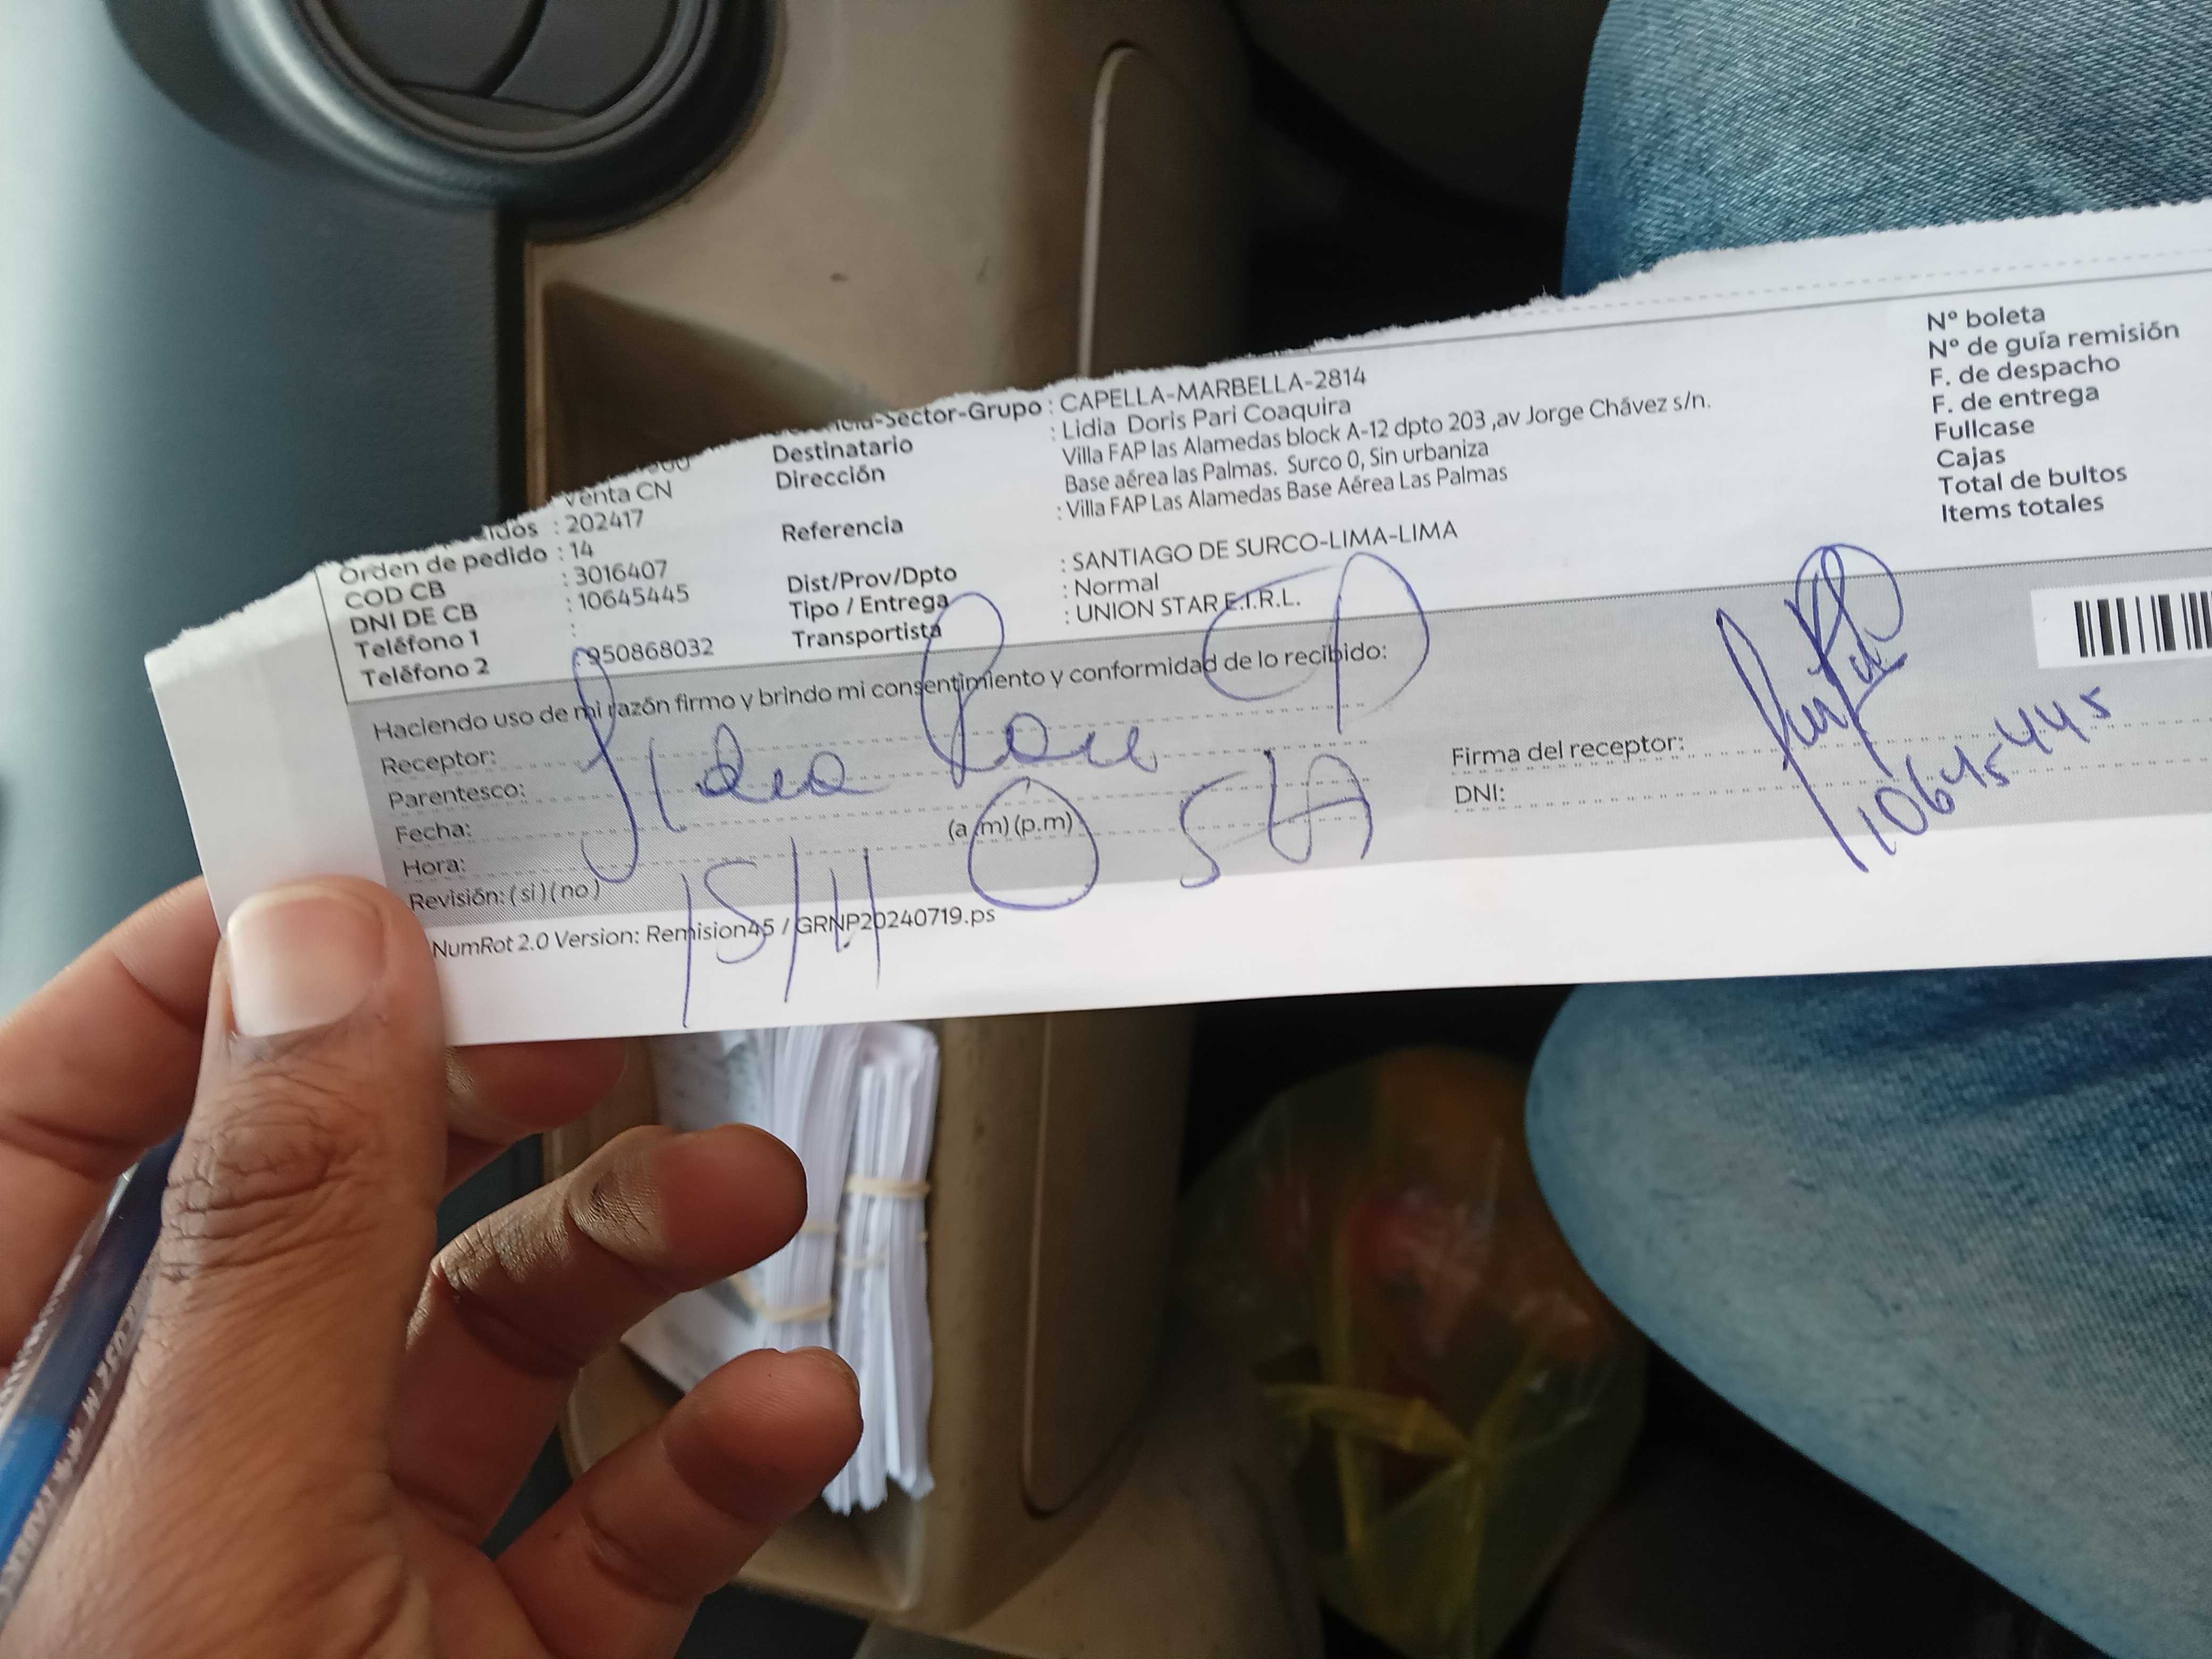 -Sector-Grupo : CAPELLA-MARBELLA-2814
Destinatario : Lidia Doris Pari Coaquira
Dirección : Villa FAP las Alamedas block A-12 dpto 203 ,av Jorge Chávez s/n.
Base aérea las Palmas. Surco 0, Sin urbaniza
Referencia : Villa FAP Las Alamedas Base Aérea Las Palmas
Dist/Prov/Dpto : SANTIAGO DE SURCO-LIMA-LIMA
Tipo / Entrega : Normal
Transportista : UNION STAR E.I.R.L.
Venta CN
: 202417
Orden de pedido : 14
COD CB : 3016407
DNI DE CB : 10645445
Teléfono 1 :
Teléfono 2 : 950868032
Nº boleta
Nº de guía remisión
F. de despacho
F. de entrega
Fullcase
Cajas
Total de bultos
Items totales
Haciendo uso de mi razón firmo y brindo mi consentimiento y conformidad de lo recibido:
Receptor:
Parentesco:
Fecha:
Hora: (a.m) (p.m)
Revisión: (si) (no)
Lidia Pari
15/11
Firma del receptor:
DNI: 10645445
NumRot 2.0 Version: Remision45 / GRNP20240719.ps